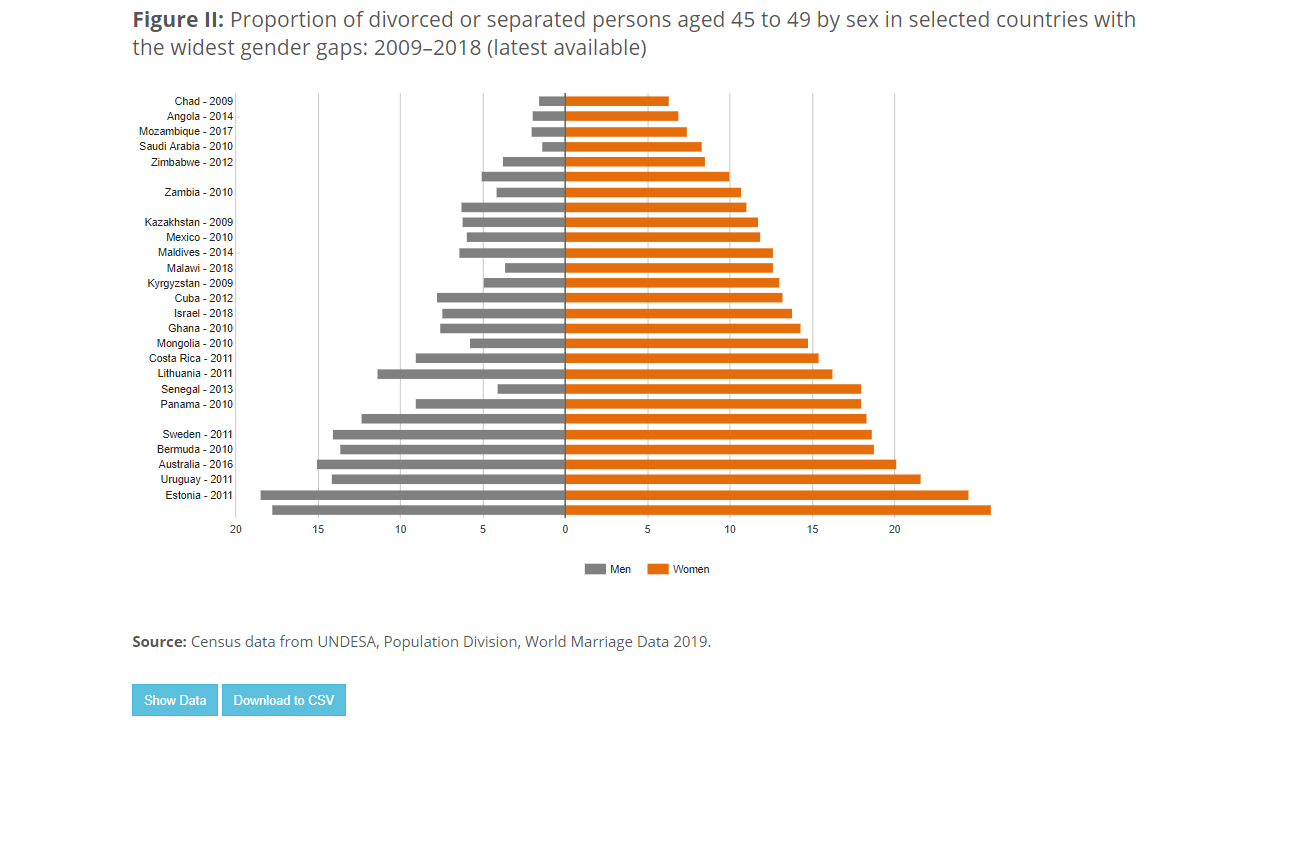 Figure II: Proportion of divorced or separated persons aged 45 to 49 by sex in selected countries with
the widest gender gaps: 2009–2018 (latest available)
Chad - 2009
Angola - 2014
Mozambique - 2017
Saudi Arabia - 2010
Zimbabwe - 2012
Zambia - 2010
Kazakhstan - 2009
Mexico - 2010
Maldives - 2014
Malawi - 2018
Kyrgyzstan - 2009
Cuba - 2012
Israel - 2018
Ghana - 2010
Mongolia - 2010
Costa Rica - 2011
Lithuania - 2011
Senegal - 2013
Panama - 2010
Sweden - 2011
Bermuda - 2010
Australia - 2016
Uruguay - 2011
Estonia - 2011
20 15 10 5 0 5 10 15 20
Men Women
Source: Census data from UNDESA, Population Division, World Marriage Data 2019.
Show Data Download to CSV